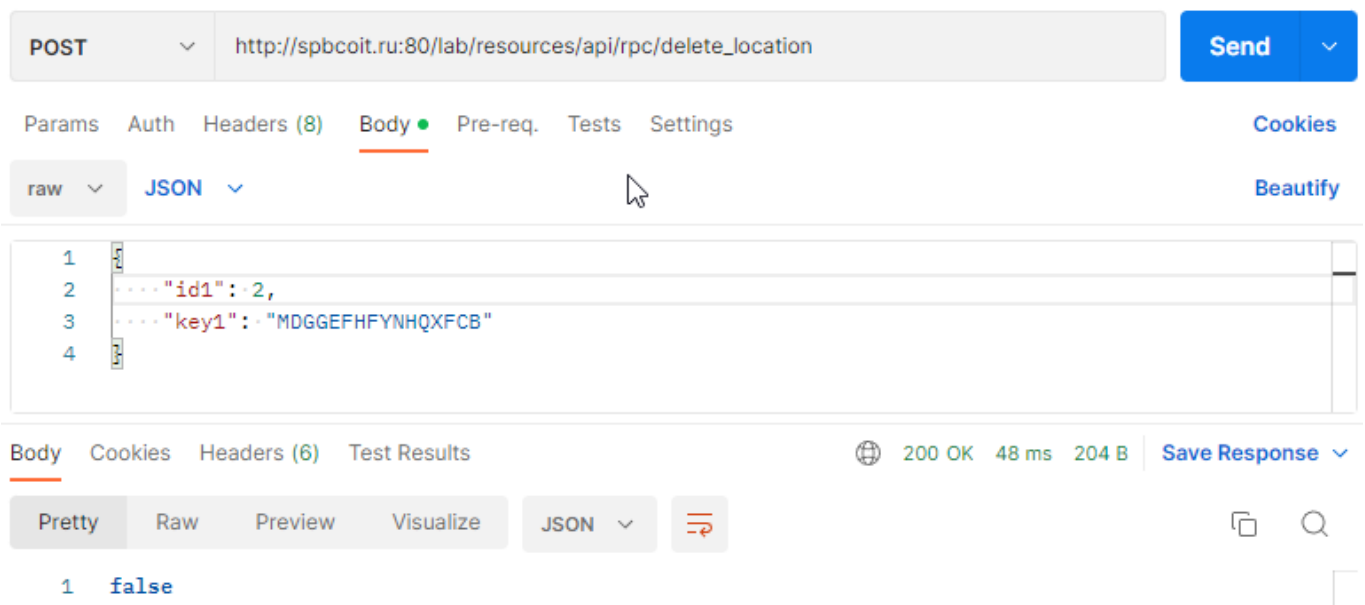 POST http://spbcoit.ru:80/lab/resources/api/rpc/delete_location Send
Params Auth Headers (8) Body Pre-req. Tests Settings Cookies
raw JSON Beautify
1 {
2 "id1": 2,
3 "key1": "MDGGEFHFYNHQXFCB"
4 }
Body Cookies Headers (6) Test Results 200 OK 48 ms 204 B Save Response
Pretty Raw Preview Visualize JSON
1 false